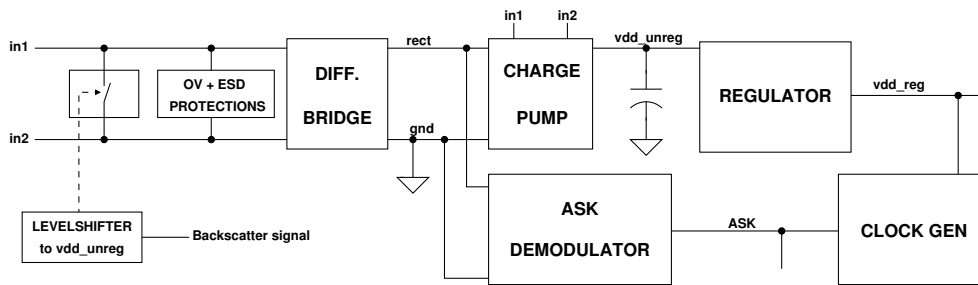 in1
in2
in1
in2
OV + ESD
PROTECTIONS
DIFF.
BRIDGE
rect
gnd
CHARGE
PUMP
vdd_unreg
REGULATOR
vdd_reg
LEVELSHIFTER
to vdd_unreg
Backscatter signal
ASK
DEMODULATOR
ASK
CLOCK GEN